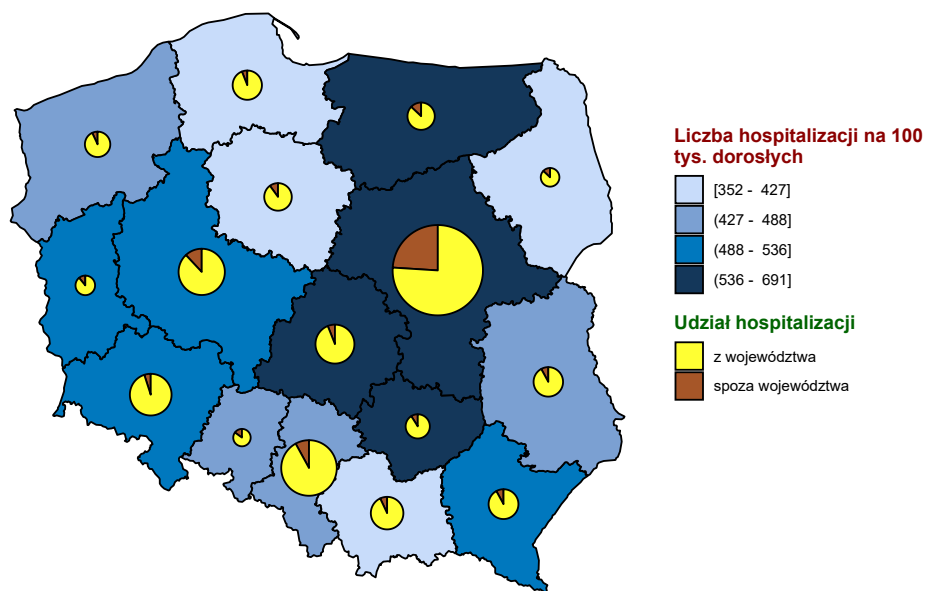 Liczba hospitalizacji na 100
tys. dorosłych
[352 - 427]
(427 - 488]
(488 - 536]
(536 - 691]
Udział hospitalizacji
z województwa
spoza województwa